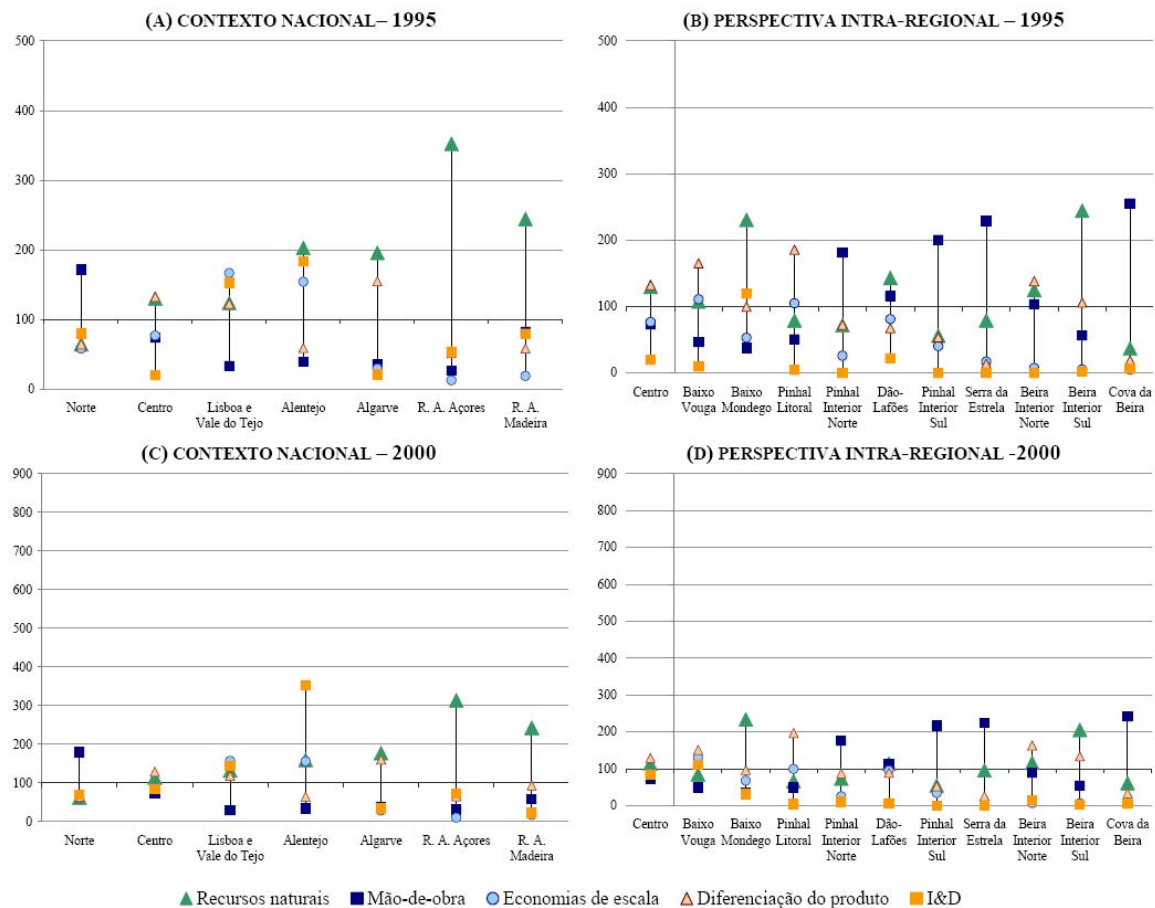 (A) CONTEXTO NACIONAL– 1995
500
400
300
200
100
0
Norte
Centro
Lisboa e
Vale do Tejo
Alentejo
Algarve
R. A. Açores
R. A.
Madeira
(B) PERSPECTIVA INTRA-REGIONAL – 1995
500
400
300
200
100
0
Centro
Baixo
Vouga
Baixo
Mondego
Pinhal
Litoral
Pinhal
Interior
Norte
Dão-
Lafões
Pinhal
Interior
Sul
Serra da
Estrela
Beira
Interior
Norte
Beira
Interior
Sul
Cova da
Beira
(C) CONTEXTO NACIONAL – 2000
900
800
700
600
500
400
300
200
100
0
Norte
Centro
Lisboa e
Vale do Tejo
Alentejo
Algarve
R. A. Açores
R. A.
Madeira
(D) PERSPECTIVA INTRA-REGIONAL -2000
900
800
700
600
500
400
300
200
100
0
Centro
Baixo
Vouga
Baixo
Mondego
Pinhal
Litoral
Pinhal
Interior
Norte
Dão-
Lafões
Pinhal
Interior
Sul
Serra da
Estrela
Beira
Interior
Norte
Beira
Interior
Sul
Cova da
Beira
Recursos naturais Mão-de-obra Economias de escala Diferenciação do produto I&D